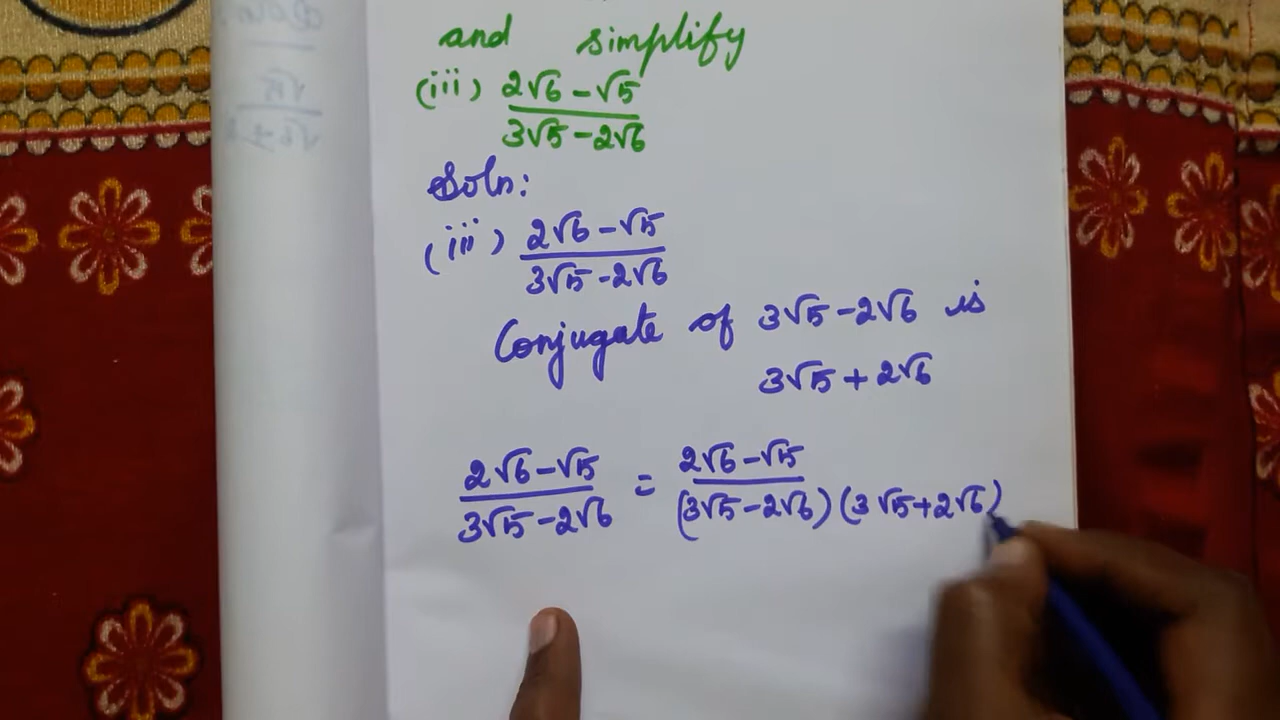 and simplify
(iii) 2√6 - √5
3√5 - 2√6
Soln:
(iii) 2√6 - √5
3√5 - 2√6
Conjugate of 3√5 - 2√6 is
3√5 + 2√6
2√6 - √5 = 2√6 - √5
3√5 - 2√6 (3√5 - 2√6) (3√5 + 2√6)